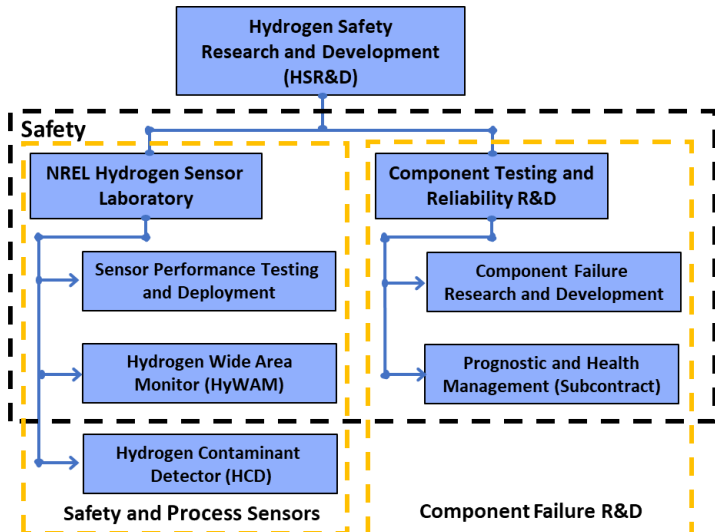 Hydrogen Safety
Research and Development
(HSR&D)
Safety
NREL Hydrogen Sensor
Laboratory
Sensor Performance Testing
and Deployment
Hydrogen Wide Area
Monitor (HyWAM)
Hydrogen Contaminant
Detector (HCD)
Safety and Process Sensors
Component Testing and
Reliability R&D
Component Failure
Research and Development
Prognostic and Health
Management (Subcontract)
Component Failure R&D